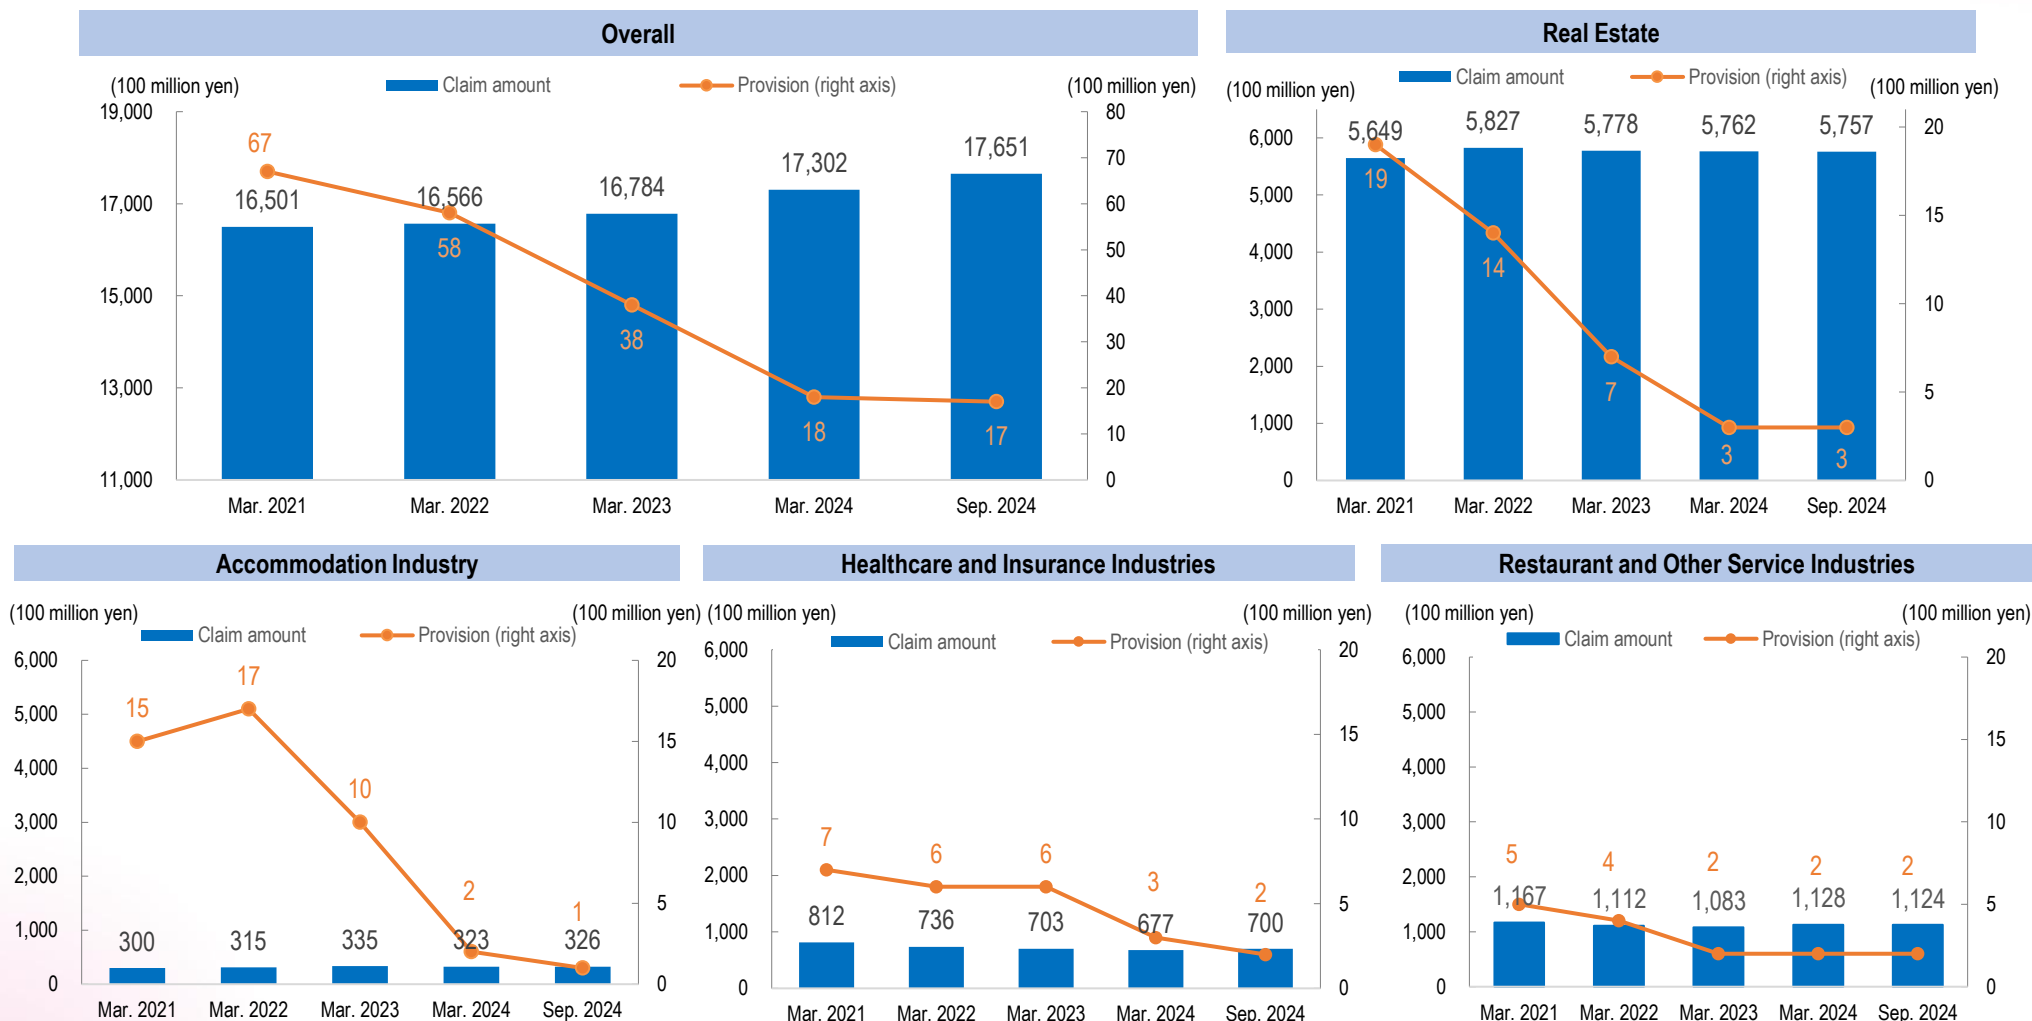 Overall
(100 million yen)
Claim amount
Provision (right axis)
(100 million yen)
19,000
17,000
15,000
13,000
11,000
80
70
60
50
40
30
20
10
0
67
58
38
18
17
16,501
16,566
16,784
17,302
17,651
Mar. 2021
Mar. 2022
Mar. 2023
Mar. 2024
Sep. 2024
Real Estate
(100 million yen)
Claim amount
Provision (right axis)
(100 million yen)
6,000
5,000
4,000
3,000
2,000
1,000
0
20
15
10
5
0
5,649
5,827
5,778
5,762
5,757
19
14
7
3
3
Mar. 2021
Mar. 2022
Mar. 2023
Mar. 2024
Sep. 2024
Accommodation Industry
(100 million yen)
(100 million yen)
Claim amount
Provision (right axis)
6,000
5,000
4,000
3,000
2,000
1,000
0
20
15
10
5
0
15
17
10
2
1
300
315
335
323
326
Mar. 2021
Mar. 2022
Mar. 2023
Mar. 2024
Sep. 2024
Healthcare and Insurance Industries
(100 million yen)
(100 million yen)
Claim amount
Provision (right axis)
6,000
5,000
4,000
3,000
2,000
1,000
0
20
15
10
5
0
7
6
6
3
2
812
736
703
677
700
Mar. 2021
Mar. 2022
Mar. 2023
Mar. 2024
Sep. 2024
Restaurant and Other Service Industries
(100 million yen)
(100 million yen)
Claim amount
Provision (right axis)
6,000
5,000
4,000
3,000
2,000
1,000
0
20
15
10
5
0
5
4
2
2
2
1,167
1,112
1,083
1,128
1,124
Mar. 2021
Mar. 2022
Mar. 2023
Mar. 2024
Sep. 2024